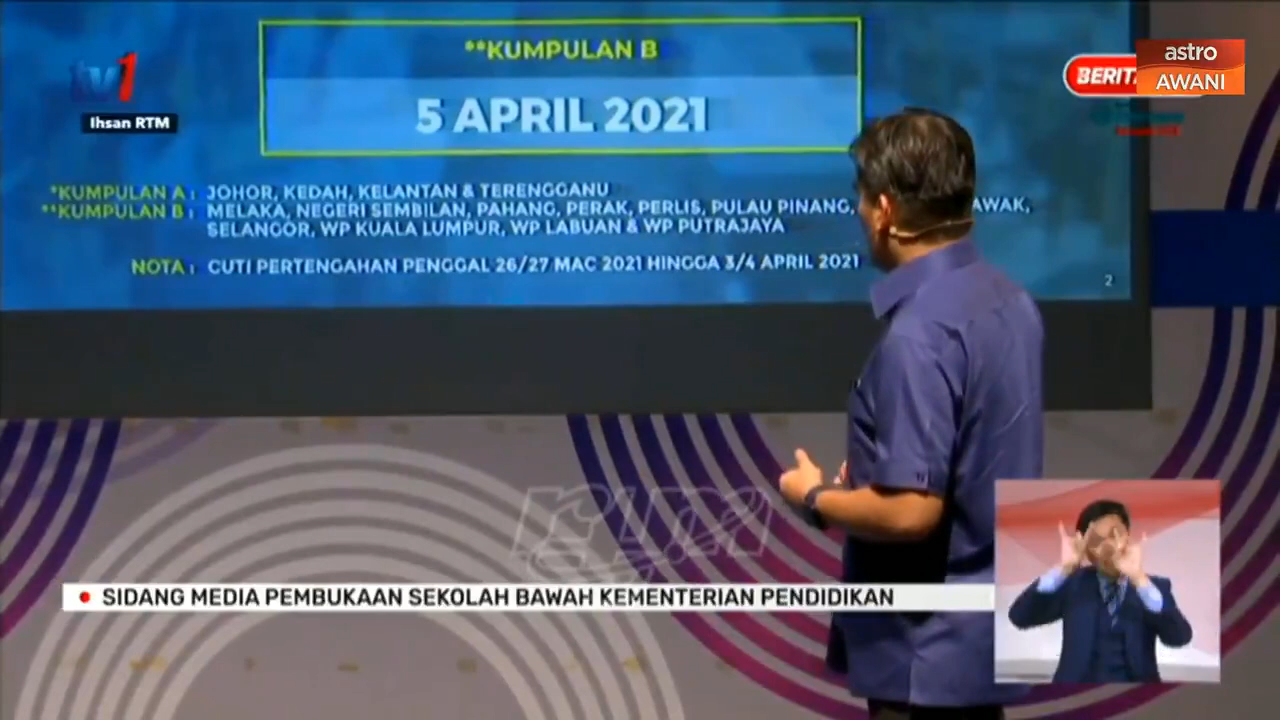 tv1
Ihsan RTM
BERITA
astro
AWANI
**KUMPULAN B
5 APRIL 2021
*KUMPULAN A : JOHOR, KEDAH, KELANTAN & TERENGGANU
**KUMPULAN B : MELAKA, NEGERI SEMBILAN, PAHANG, PERAK, PERLIS, PULAU PINANG, AWAK,
SELANGOR, WP KUALA LUMPUR, WP LABUAN & WP PUTRAJAYA
NOTA : CUTI PERTENGAHAN PENGGAL 26/27 MAC 2021 HINGGA 3/4 APRIL 2021
2
SIDANG MEDIA PEMBUKAAN SEKOLAH BAWAH KEMENTERIAN PENDIDIKAN